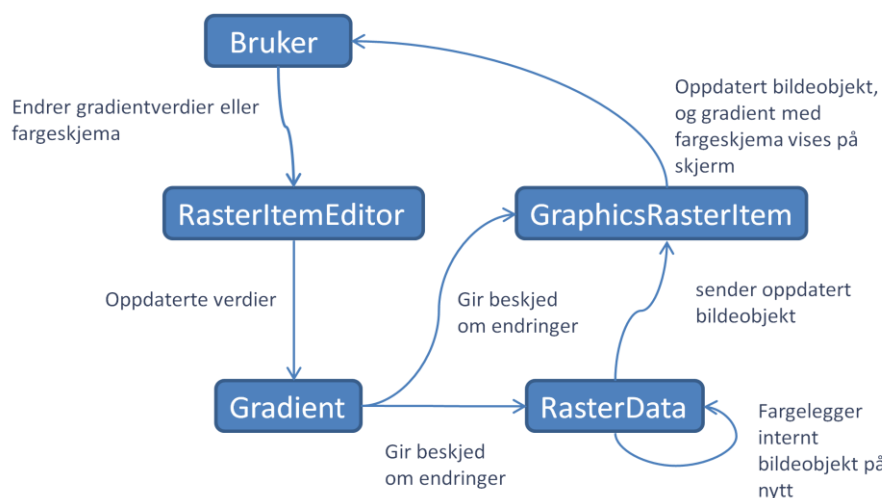 Bruker
Endrer gradientverdier eller
fargeskjema
Oppdatert bildeobjekt,
og gradient med
fargeskjema vises på
skjerm
RasterItemEditor
GraphicsRasterItem
Oppdaterte verdier
Gir beskjed
om endringer
sender oppdatert
bildeobjekt
Gradient
RasterData
Gir beskjed
om endringer
Fargelegger
internt
bildeobjekt på
nytt